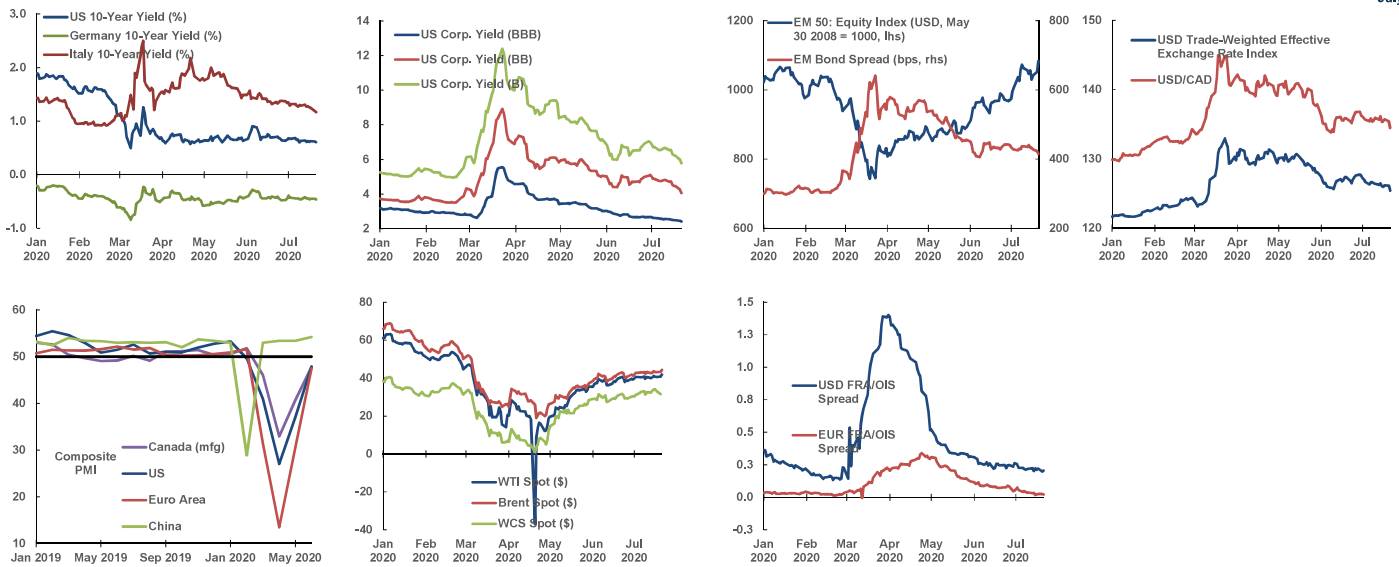 July
3.0
US 10-Year Yield (%)
Germany 10-Year Yield (%)
Italy 10-Year Yield (%)
2.0
1.0
0.0
-1.0
Jan Feb Mar Apr May Jun Jul
2020 2020 2020 2020 2020 2020 2020
14
12
10
8
6
4
2
US Corp. Yield (BBB)
US Corp. Yield (BB)
US Corp. Yield (B)
Jan Feb Mar Apr May Jun Jul
2020 2020 2020 2020 2020 2020 2020
1200
1000
800
600
EM 50: Equity Index (USD, May
30 2008 = 1000, lhs)
EM Bond Spread (bps, rhs)
800
600
400
200
Jan Feb Mar Apr May Jun Jul
2020 2020 2020 2020 2020 2020 2020
150
140
130
120
USD Trade-Weighted Effective
Exchange Rate Index
USD/CAD
Jan Feb Mar Apr May Jun Jul
2020 2020 2020 2020 2020 2020 2020
60
50
40
30
20
10
Composite
PMI
Canada (mfg)
US
Euro Area
China
Jan 2019 May 2019 Sep 2019 Jan 2020 May 2020
80
60
40
20
0
-20
-40
WTI Spot ($)
Brent Spot ($)
WCS Spot ($)
Jan Feb Mar Apr May Jun Jul
2020 2020 2020 2020 2020 2020 2020
1.5
1.3
1.0
0.8
0.5
0.3
0.0
-0.3
USD FRA/OIS
Spread
EUR FRA/OIS
Spread
Jan Feb Mar Apr May Jun Jul
2020 2020 2020 2020 2020 2020 2020